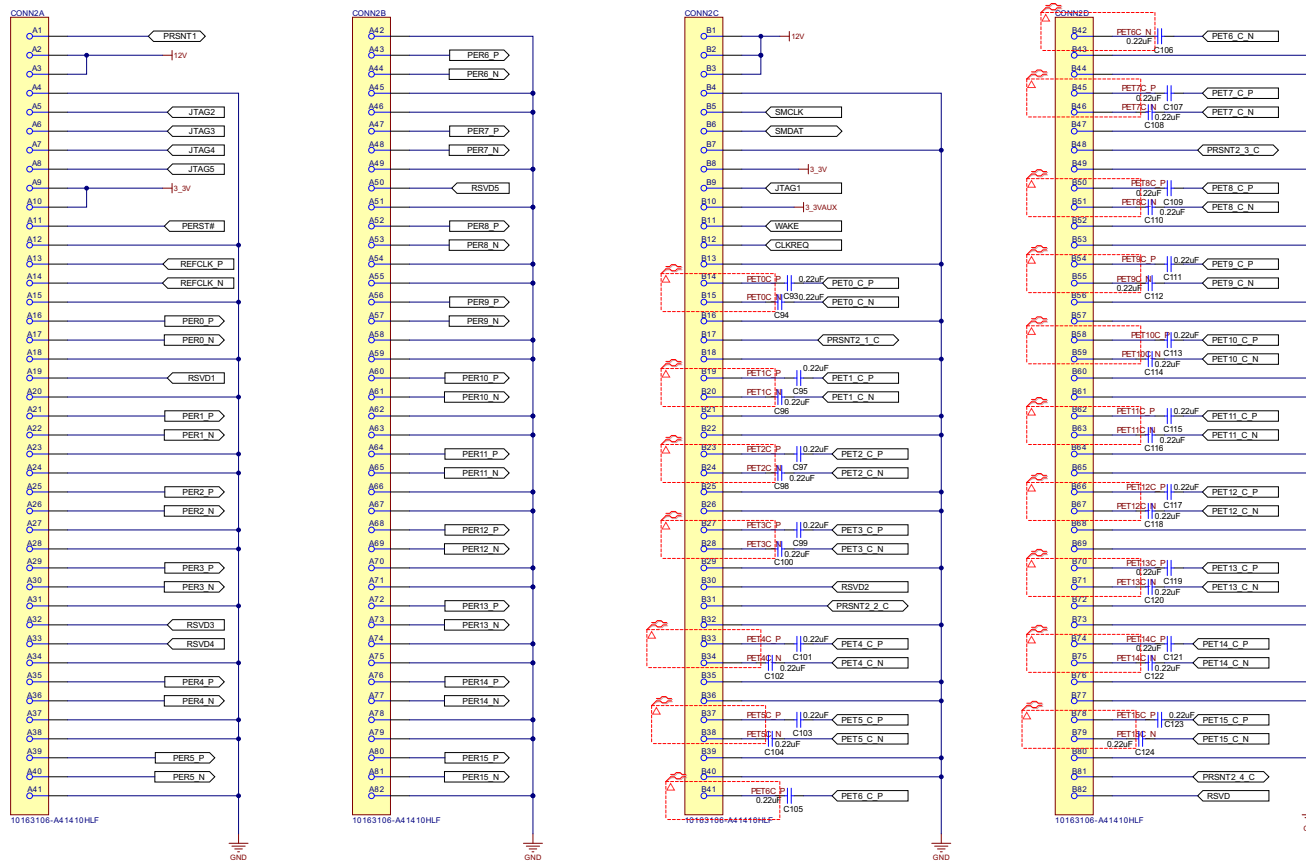 CONN2A
A1
PRSNT1
A2
12V
A3
A4
A5
JTAG2
A6
JTAG3
A7
JTAG4
A8
JTAG5
A9
3_3V
A10
A11
PERST#
A12
A13
REFCLK_P
A14
REFCLK_N
A15
A16
PER0_P
A17
PER0_N
A18
A19
RSVD1
A20
A21
PER1_P
A22
PER1_N
A23
A24
A25
PER2_P
A26
PER2_N
A27
A28
A29
PER3_P
A30
PER3_N
A31
A32
RSVD3
A33
RSVD4
A34
A35
PER4_P
A36
PER4_N
A37
A38
A39
PER5_P
A40
PER5_N
A41
10163106-A41410HLF
GND
CONN2B
A42
A43
PER6_P
A44
PER6_N
A45
A46
A47
PER7_P
A48
PER7_N
A49
A50
RSVD5
A51
A52
PER8_P
A53
PER8_N
A54
A55
A56
PER9_P
A57
PER9_N
A58
A59
A60
PER10_P
A61
PER10_N
A62
A63
A64
PER11_P
A65
PER11_N
A66
A67
A68
PER12_P
A69
PER12_N
A70
A71
A72
PER13_P
A73
PER13_N
A74
A75
A76
PER14_P
A77
PER14_N
A78
A79
A80
PER15_P
A81
PER15_N
A82
10163106-A41410HLF
GND
CONN2C
B1
12V
B2
B3
B4
B5
SMCLK
B6
SMDAT
B7
B8
3_3V
B9
JTAG1
B10
3_3VAUX
B11
WAKE
B12
CLKREQ
B13
B14
PET0C_P
0.22uF
PET0_C_P
C93
B15
PET0C_N
0.22uF
PET0_C_N
C94
B16
B17
PRSNT2_1_C
B18
B19
PET1C_P
0.22uF
PET1_C_P
C95
B20
PET1C_N
0.22uF
PET1_C_N
C96
B21
B22
B23
PET2C_P
0.22uF
PET2_C_P
C97
B24
PET2C_N
0.22uF
PET2_C_N
C98
B25
B26
B27
PET3C_P
0.22uF
PET3_C_P
C99
B28
PET3C_N
0.22uF
PET3_C_N
C100
B29
B30
RSVD2
B31
PRSNT2_2_C
B33
PET4C_P
0.22uF
PET4_C_P
C101
B34
PET4C_N
0.22uF
PET4_C_N
C102
B35
B36
B37
PET5C_P
0.22uF
PET5_C_P
C103
B38
PET5C_N
0.22uF
PET5_C_N
C104
B39
B40
B41
PET6C_P
0.22uF
PET6_C_P
C105
10163106-A41410HLF
GND
CONN2D
B42
PET6C_N
0.22uF
PET6_C_N
C106
B43
B44
B45
PET7C_P
0.22uF
PET7_C_P
C107
B46
PET7C_N
0.22uF
PET7_C_N
C108
B47
B48
PRSNT2_3_C
B49
B50
PET8C_P
0.22uF
PET8_C_P
C109
B51
PET8C_N
0.22uF
PET8_C_N
C110
B52
B53
B54
PET9C_P
0.22uF
PET9_C_P
C111
B55
PET9C_N
0.22uF
PET9_C_N
C112
B56
B57
B58
PET10C_P
0.22uF
PET10_C_P
C113
B59
PET10C_N
0.22uF
PET10_C_N
C114
B60
B61
B62
PET11C_P
0.22uF
PET11_C_P
C115
B63
PET11C_N
0.22uF
PET11_C_N
C116
B64
B65
B66
PET12C_P
0.22uF
PET12_C_P
C117
B67
PET12C_N
0.22uF
PET12_C_N
C118
B68
B69
B70
PET13C_P
0.22uF
PET13_C_P
C119
B71
PET13C_N
0.22uF
PET13_C_N
C120
B72
B73
B74
PET14C_P
0.22uF
PET14_C_P
C121
B75
PET14C_N
0.22uF
PET14_C_N
C122
B76
B77
B78
PET15C_P
0.22uF
PET15_C_P
C123
B79
PET15C_N
0.22uF
PET15_C_N
C124
B80
B81
PRSNT2_4_C
B82
RSVD
10163106-A41410HLF